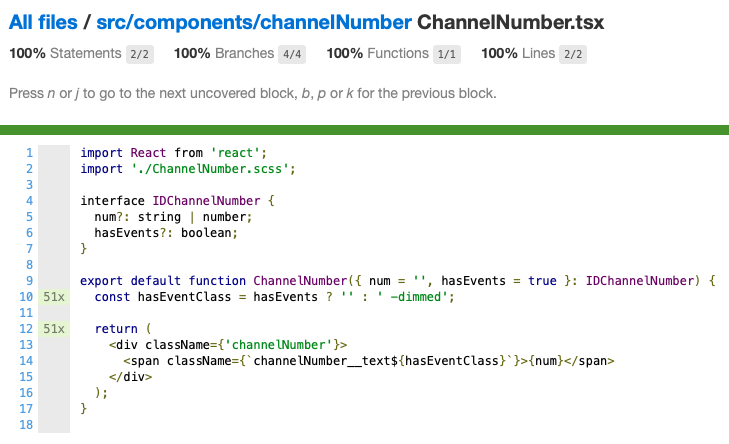 All files / src/components/channelNumber ChannelNumber.tsx
100% Statements 2/2 100% Branches 4/4 100% Functions 1/1 100% Lines 2/2
Press n or j to go to the next uncovered block, b, p or k for the previous block.
1 import React from 'react';
2 import './ChannelNumber.scss';
3
4 interface IDChannelNumber {
5 num?: string | number;
6 hasEvents?: boolean;
7 }
8
9 export default function ChannelNumber({ num = '', hasEvents = true }: IDChannelNumber) {
10 51x const hasEventClass = hasEvents ? '' : ' -dimmed';
11
12 51x return (
13 <div className={'channelNumber'}>
14 <span className={`channelNumber__text${hasEventClass}`}>{num}</span>
15 </div>
16 );
17 }
18